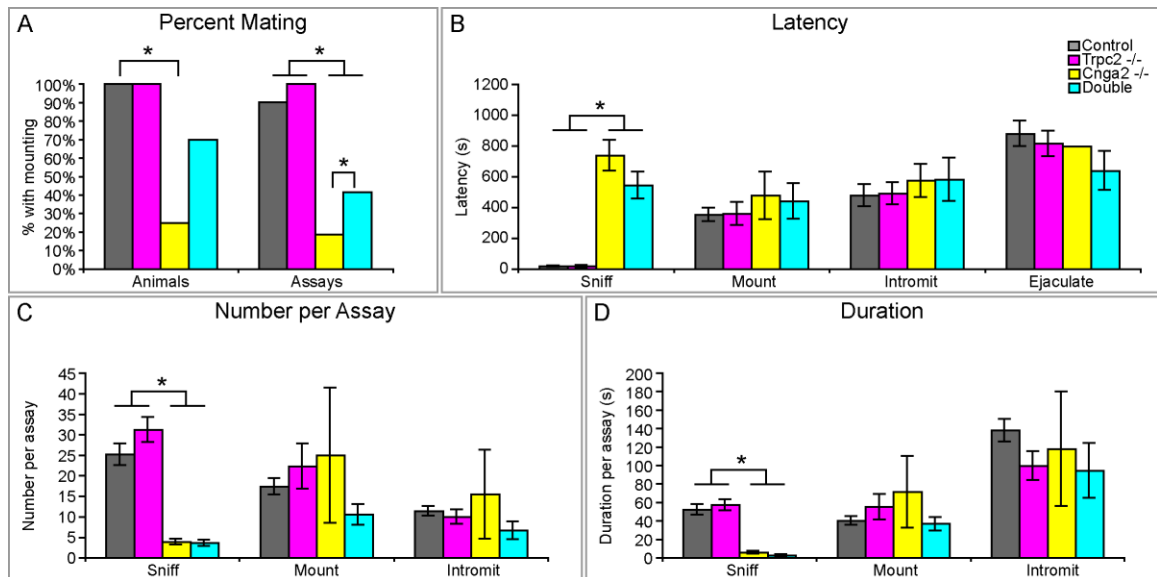 A
Percent Mating
*
*
*
100%
90%
80%
70%
60%
50%
40%
30%
20%
10%
0%
% with mounting
Animals
Assays
B
Latency
Control
Trpc2 -/-
Cnga2 -/-
Double
*
1200
1000
800
600
400
200
0
Latency (s)
Sniff
Mount
Intromit
Ejaculate
C
Number per Assay
*
45
40
35
30
25
20
15
10
5
0
Number per assay
Sniff
Mount
Intromit
D
Duration
*
200
180
160
140
120
100
80
60
40
20
0
Duration per assay (s)
Sniff
Mount
Intromit